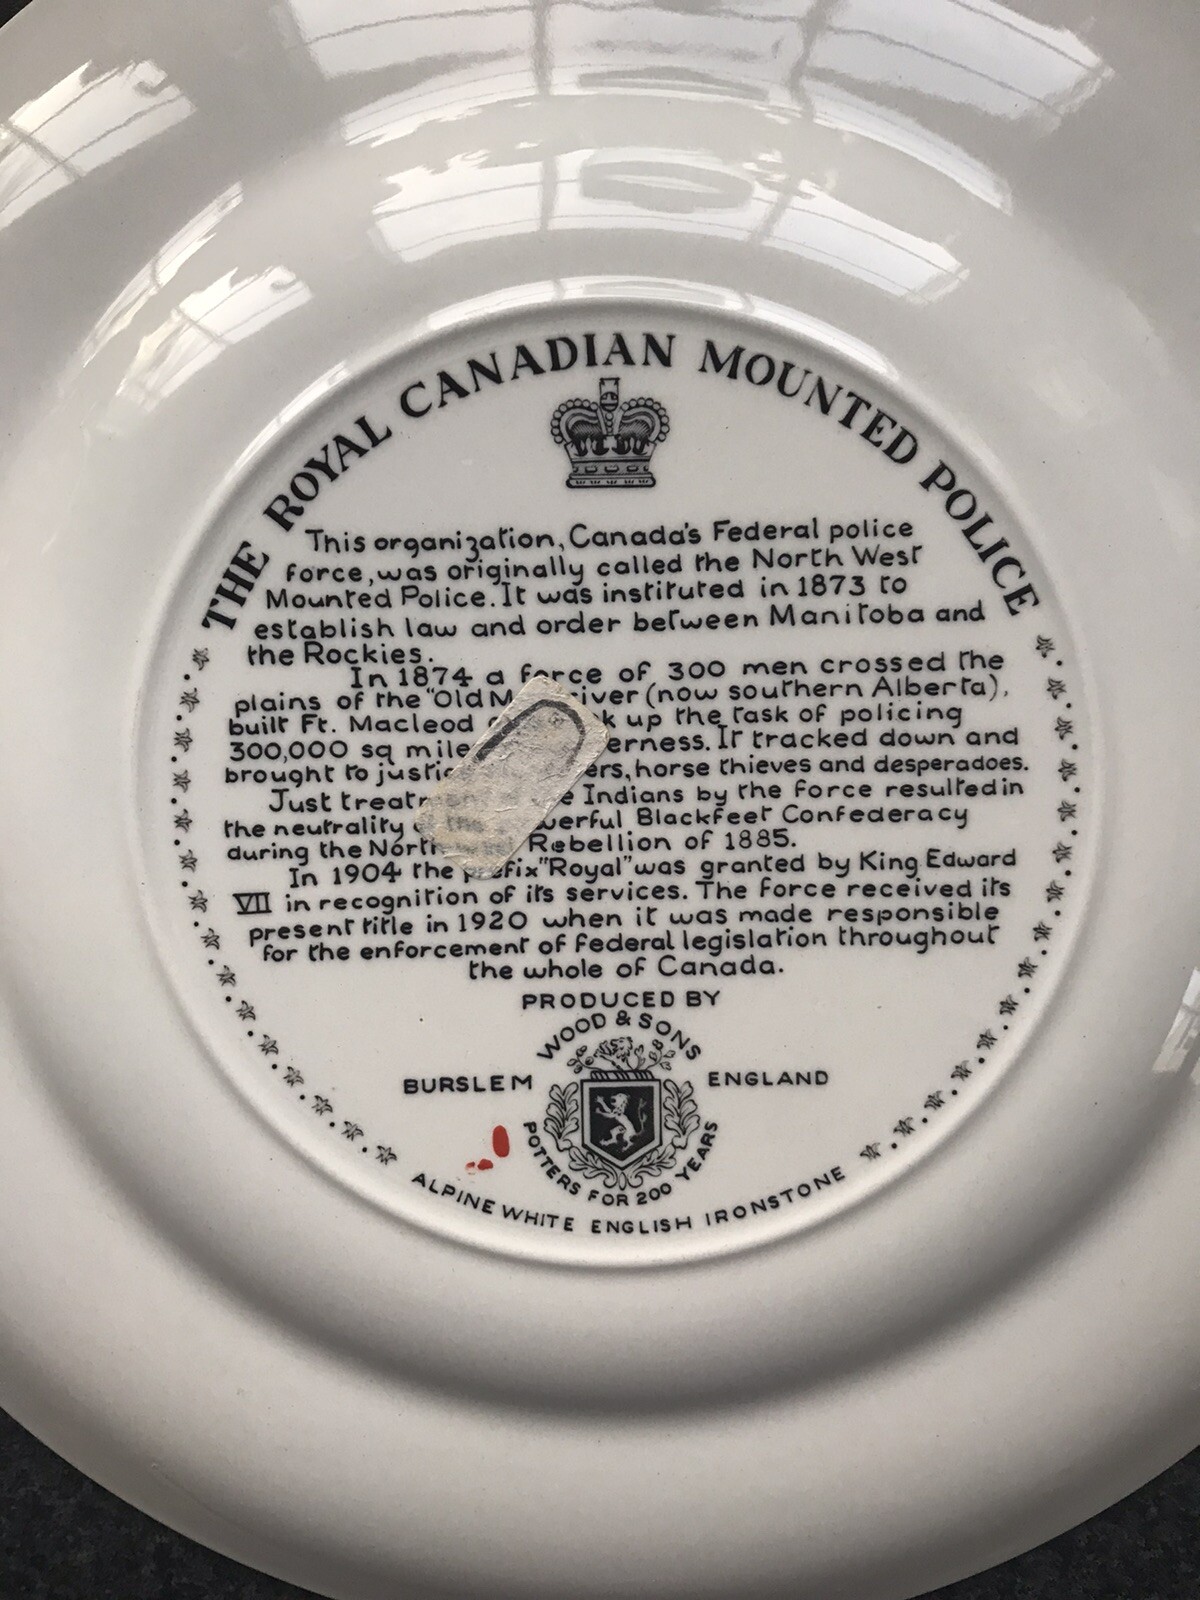 THE ROYAL CANADIAN MOUNTED POLICE
This organization, Canada's Federal police
force, was originally called the North West
Mounted Police. It was instituted in 1873 to
establish law and order between Manitoba and
the Rockies.
In 1874 a force of 300 men crossed the
plains of the "Old river (now southern Alberta),
built Ft. Macleod up the task of policing
300,000 sq It tracked down and
brought to horse thieves and desperadoes.
Just Indians by the force resulted in
the neutrality Blackfeet Confederacy
during the Rebellion of 1885.
In 1904 the prefix "Royal" was granted by King Edward
VII in recognition of its services. The force received its
present title in 1920 when it was made responsible
for the enforcement of federal legislation throughout
the whole of Canada.
PRODUCED BY
WOOD & SONS
BURSLEM ENGLAND
POTTERS FOR 200 YEARS
ALPINE WHITE ENGLISH IRONSTONE